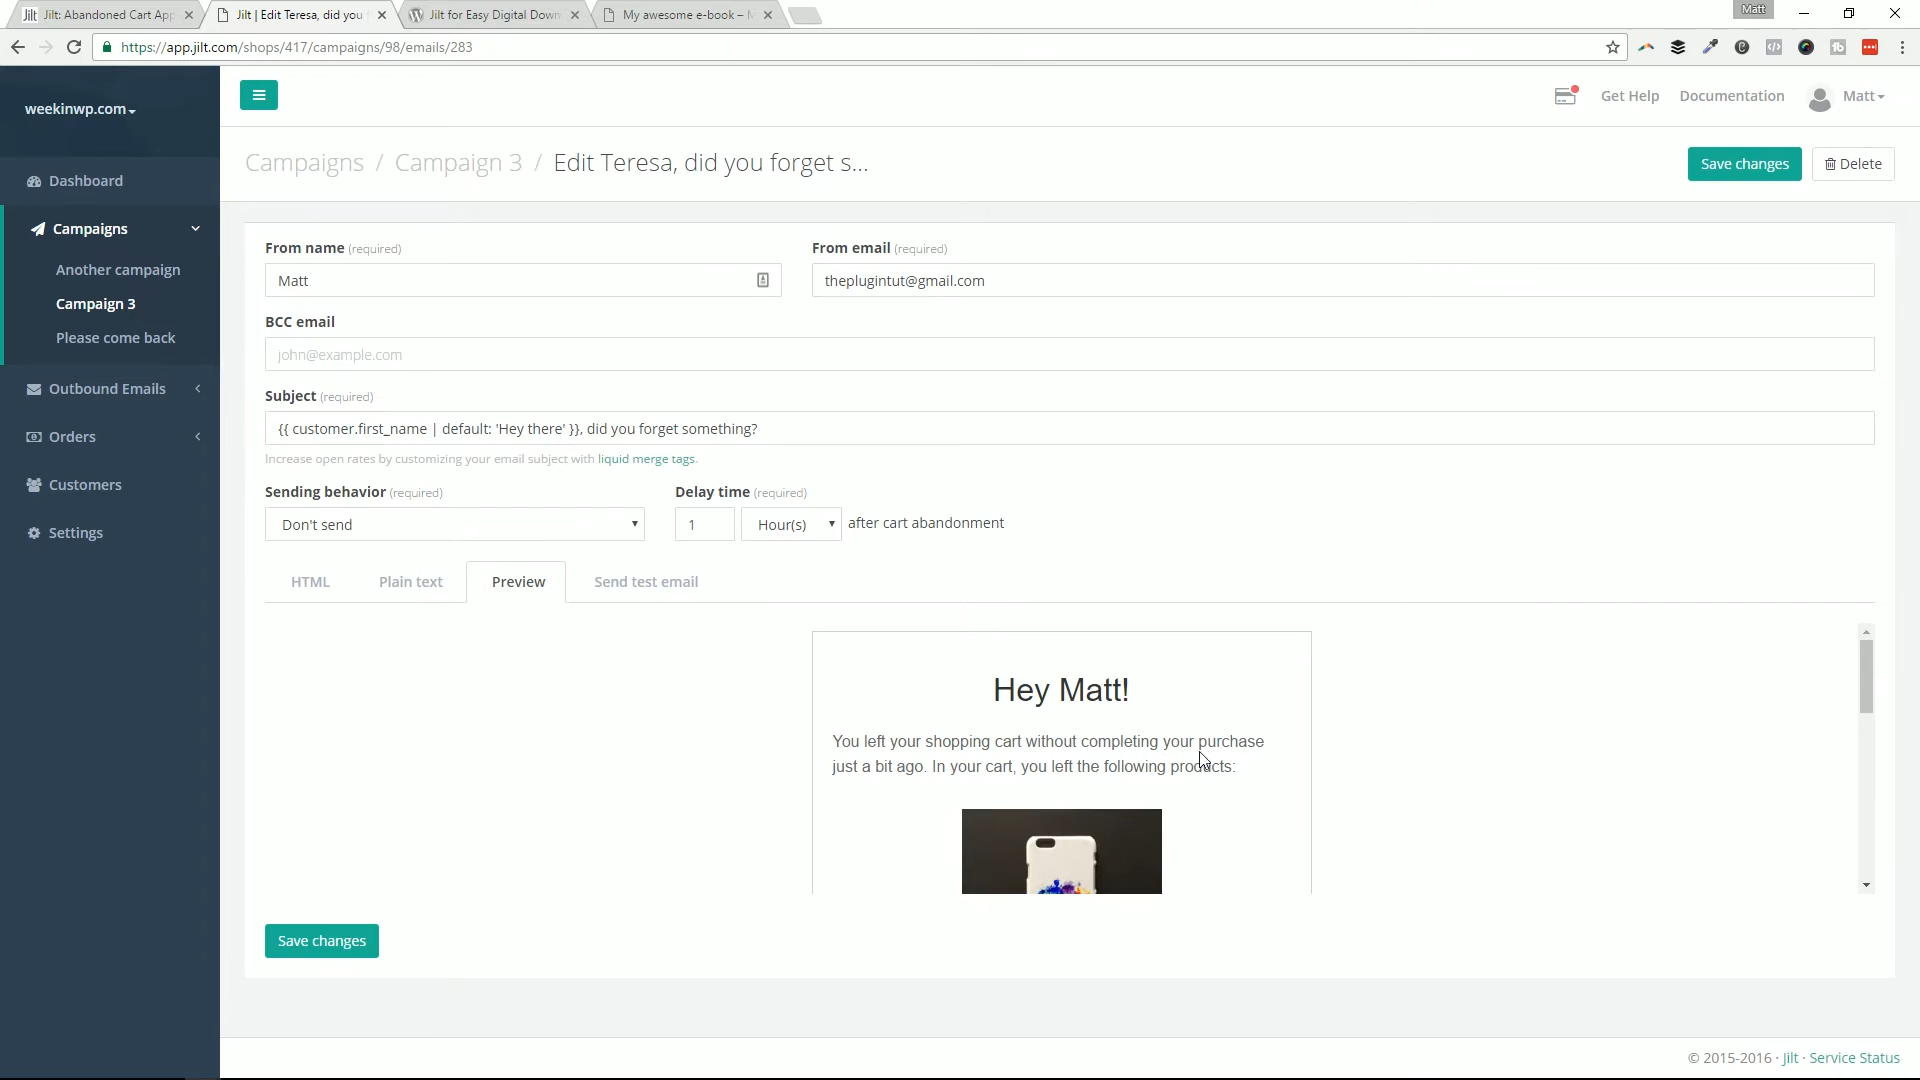 Jilt Jilt: Abandoned Cart App
Jilt | Edit Teresa, did you
Jilt for Easy Digital Down
My awesome e-book –
Matt
https://app.jilt.com/shops/417/campaigns/98/emails/283
weekinwp.com
Get Help
Documentation
Matt
Campaigns / Campaign 3 / Edit Teresa, did you forget s...
Save changes
Delete
Dashboard
Campaigns
Another campaign
Campaign 3
Please come back
Outbound Emails
Orders
Customers
Settings
From name (required)
From email (required)
Matt
theplugintut@gmail.com
BCC email
john@example.com
Subject (required)
{{ customer.first_name | default: 'Hey there' }}, did you forget something?
Increase open rates by customizing your email subject with liquid merge tags.
Sending behavior (required)
Delay time (required)
Don't send
1
Hour(s)
after cart abandonment
HTML
Plain text
Preview
Send test email
Hey Matt!
You left your shopping cart without completing your purchase
just a bit ago. In your cart, you left the following products:
Save changes
© 2015-2016 · Jilt · Service Status